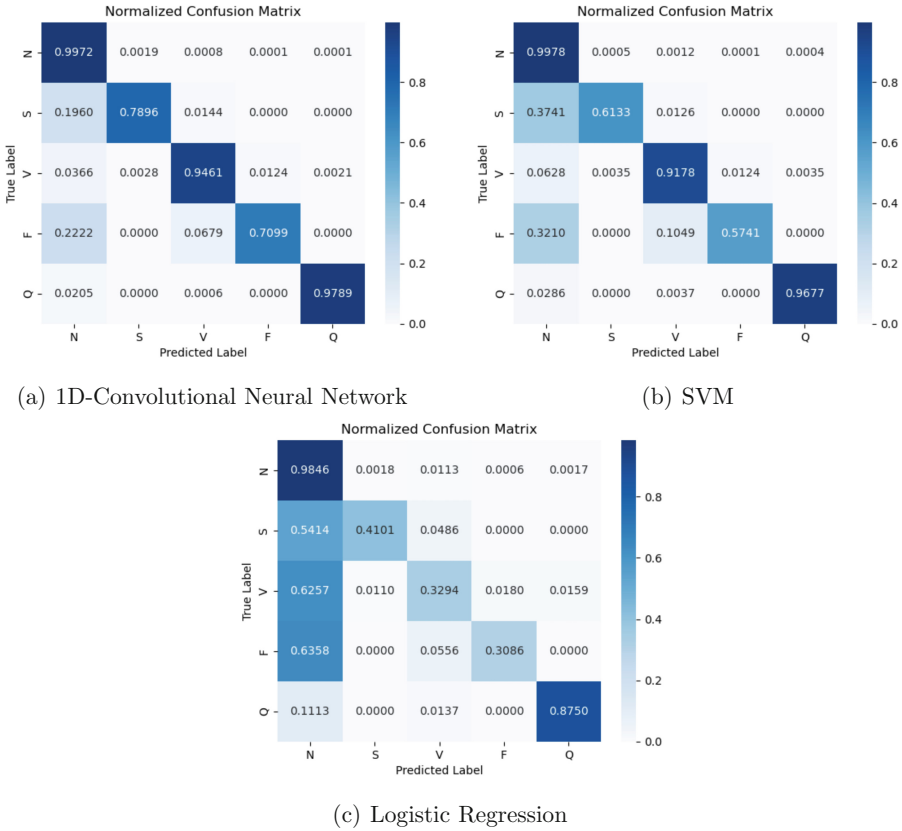 Normalized Confusion Matrix
N 0.9972 0.0019 0.0008 0.0001 0.0001
S 0.1960 0.7896 0.0144 0.0000 0.0000
V 0.0366 0.0028 0.9461 0.0124 0.0021
F 0.2222 0.0000 0.0679 0.7099 0.0000
Q 0.0205 0.0000 0.0006 0.0000 0.9789
True Label
N S V F Q
Predicted Label
0.8
0.6
0.4
0.2
0.0
(a) 1D-Convolutional Neural Network
Normalized Confusion Matrix
N 0.9978 0.0005 0.0012 0.0001 0.0004
S 0.3741 0.6133 0.0126 0.0000 0.0000
V 0.0628 0.0035 0.9178 0.0124 0.0035
F 0.3210 0.0000 0.1049 0.5741 0.0000
Q 0.0286 0.0000 0.0037 0.0000 0.9677
True Label
N S V F Q
Predicted Label
0.8
0.6
0.4
0.2
0.0
(b) SVM
Normalized Confusion Matrix
N 0.9846 0.0018 0.0113 0.0006 0.0017
S 0.5414 0.4101 0.0486 0.0000 0.0000
V 0.6257 0.0110 0.3294 0.0180 0.0159
F 0.6358 0.0000 0.0556 0.3086 0.0000
Q 0.1113 0.0000 0.0137 0.0000 0.8750
True Label
N S V F Q
Predicted Label
0.8
0.6
0.4
0.2
0.0
(c) Logistic Regression